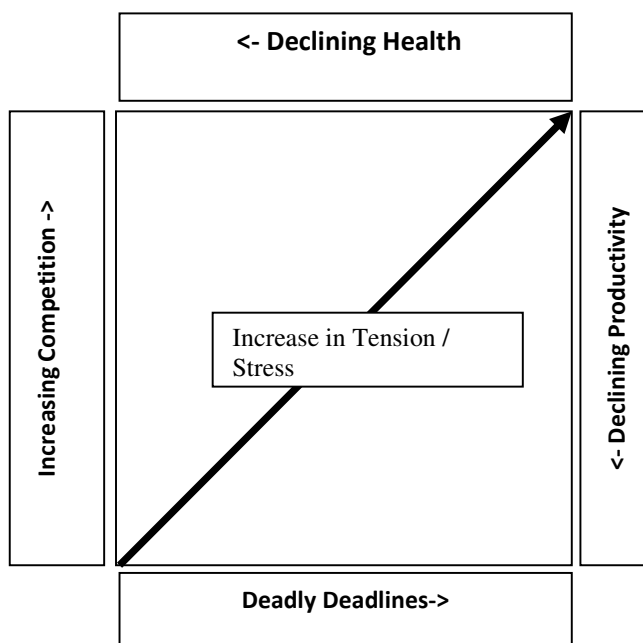 <- Declining Health
Increasing Competition ->
<- Declining Productivity
Increase in Tension /
Stress
Deadly Deadlines->